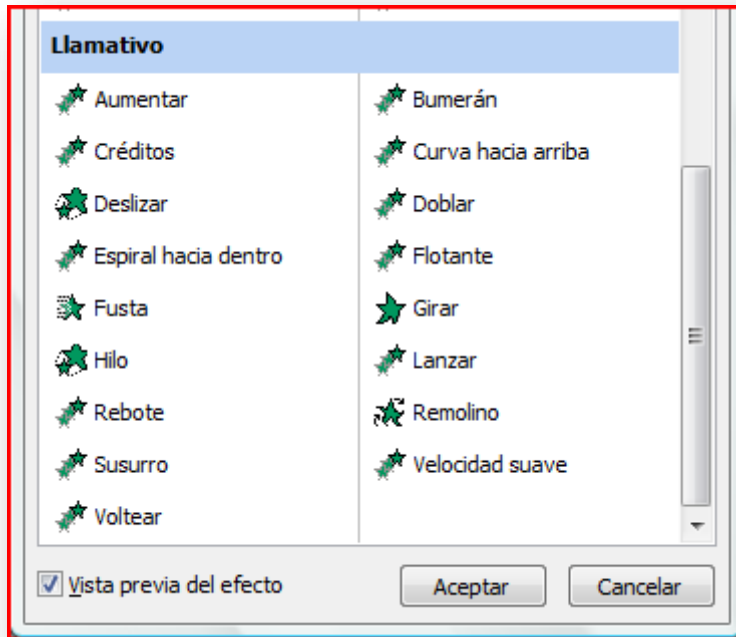 Llamativo
Aumentar
Bumerán
Créditos
Curva hacia arriba
Deslizar
Doblar
Espiral hacia dentro
Flotante
Fusta
Girar
Hilo
Lanzar
Rebote
Remolino
Susurro
Velocidad suave
Voltear
Vista previa del efecto
Aceptar
Cancelar